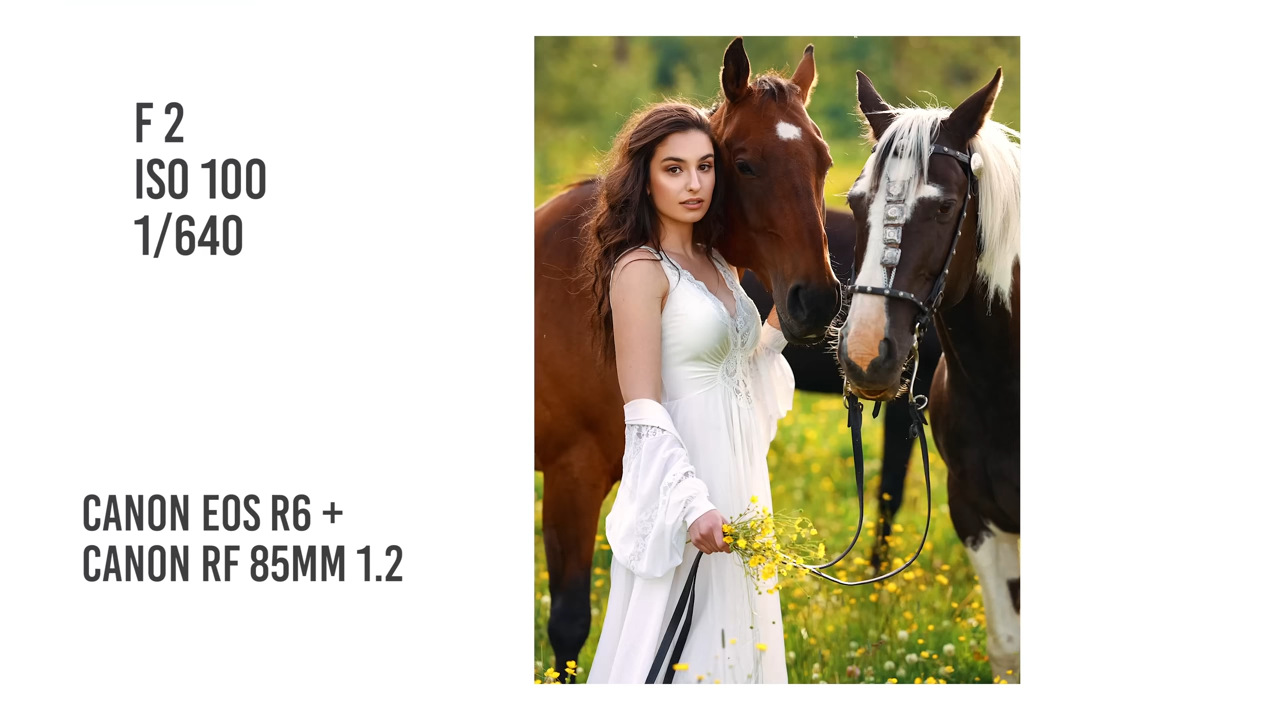 F 2
ISO 100
1/640
CANON EOS R6 +
CANON RF 85MM 1.2